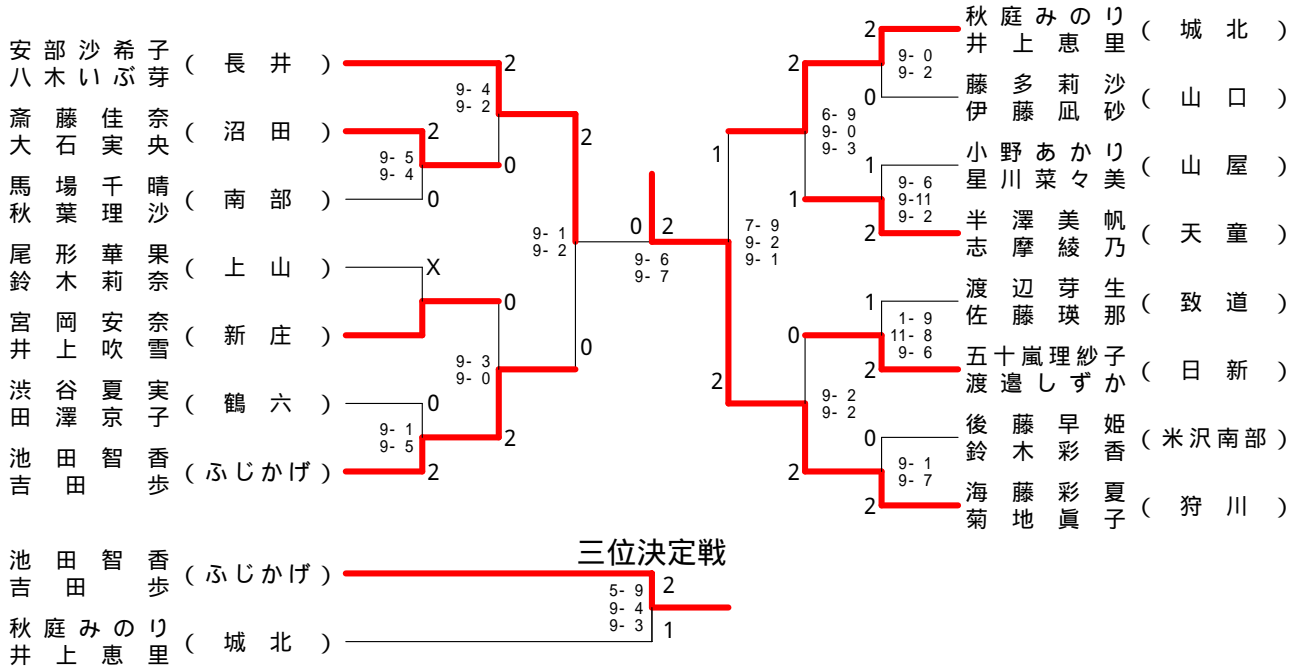 安部沙希子
八木いぶ芽
( 長井 )
斎藤佳奈
大石実央
( 沼田 )
馬場千晴
秋葉理沙
( 南部 )
尾形華果
鈴木莉奈
( 上山 )
宮岡安奈
井上吹雪
( 新庄 )
渋谷夏実
田澤京子
( 鶴六 )
池田智香
吉田歩
( ふじかげ )
2
9- 4
9- 2
2
9- 5
9- 4
0
0
X
0
9- 3
9- 0
0
9- 1
9- 5
2
2
2
9- 1
9- 2
0
0 2
9- 6
9- 7
1
7- 9
9- 2
9- 1
2
2
6- 9
9- 0
9- 3
1
0
9- 2
9- 2
2
2
9- 0
9- 2
0
1
9- 6
9-11
9- 2
2
1
1- 9
11- 8
9- 6
2
0
9- 1
9- 7
2
秋庭みのり
井上恵里
( 城北 )
藤多莉沙
伊藤凪砂
( 山口 )
小野あかり
星川菜々美
( 山屋 )
半澤美帆
志摩綾乃
( 天童 )
渡辺芽生
佐藤瑛那
( 致道 )
五十嵐理紗子
渡邉しずか
( 日新 )
後藤早姫
鈴木彩香
( 米沢南部 )
海藤彩夏
菊地眞子
( 狩川 )
三位決定戦
池田智香
吉田歩
( ふじかげ )
秋庭みのり
井上恵里
( 城北 )
5- 9
9- 4
9- 3
2
1